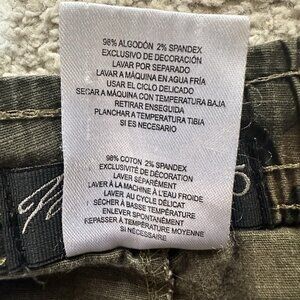 98% ALGODÓN 2% SPANDEX
EXCLUSIVO DE DECORACIÓN
LAVAR POR SEPARADO
LAVAR A MÁQUINA EN AGUA FRÍA
USAR EL CICLO DELICADO
SECAR A MÁQUINA CON TEMPERATURA BAJA
RETIRAR ENSEGUIDA
PLANCHAR A TEMPERATURA TIBIA
SI ES NECESARIO
98% COTON 2% SPANDEX
EXCLUSIVITÉ DE DÉCORATION
LAVER SÉPARÉMENT
LAVER À LA MACHINE À L'EAU FROIDE
AU CYCLE DÉLICAT
SÉCHER À BASSE TEMPÉRATURE
ENLEVER SPONTANÉMENT
REPASSER À TEMPÉRATURE MOYENNE
SI NÉCESSAIRE